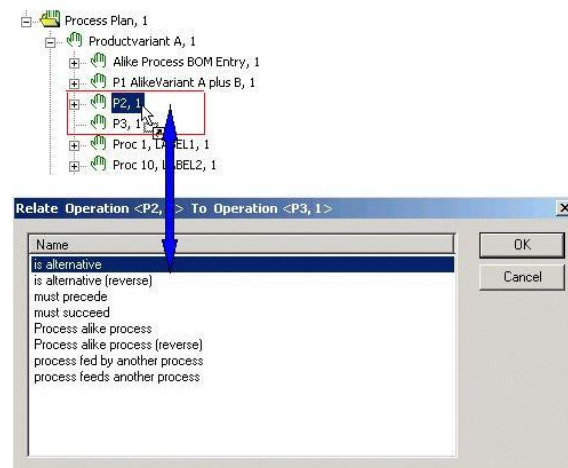 Process Plan, 1
Productvariant A, 1
Alike Process BOM Entry, 1
P1 AlikeVariant A plus B, 1
P2, 1
P3, 1
Proc 1, LABEL1, 1
Proc 10, LABEL2, 1
Relate Operation <P2, > To Operation <P3, 1>
Name
OK
is alternative
Cancel
is alternative (reverse)
must precede
must succeed
Process alike process
Process alike process (reverse)
process fed by another process
process feeds another process